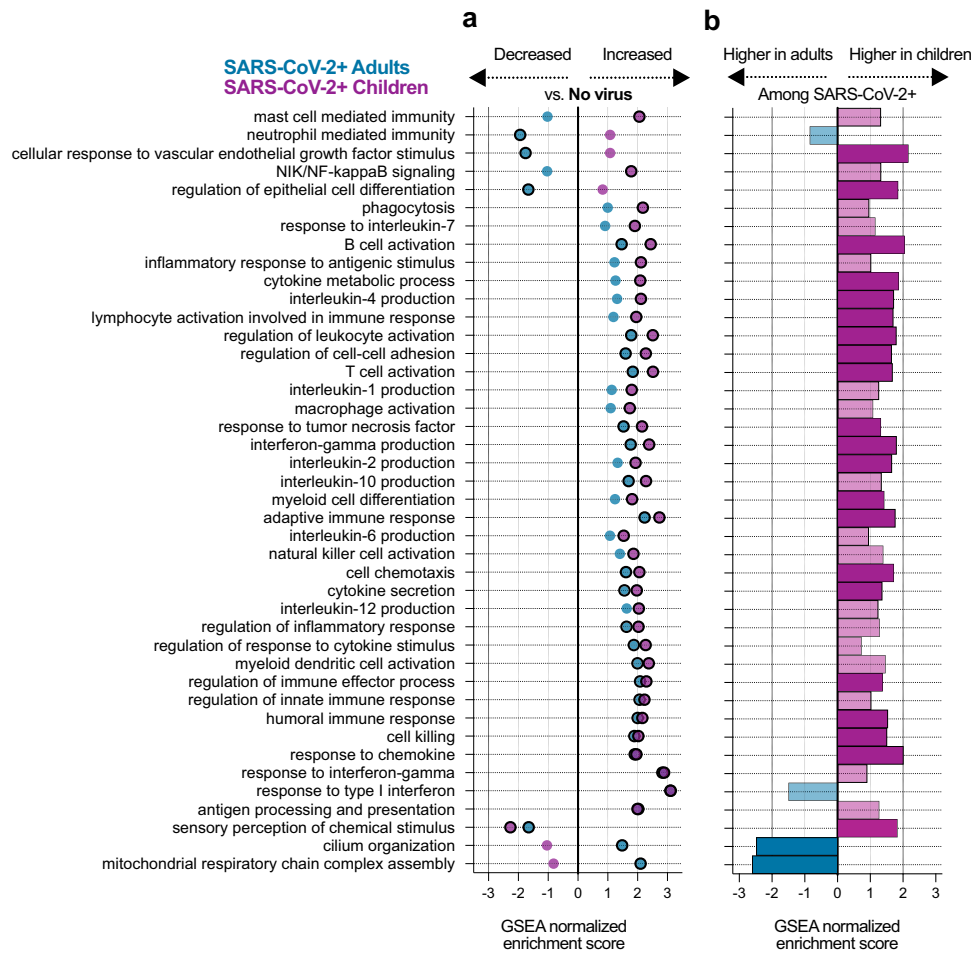 a
b
Decreased
Increased
Higher in adults
Higher in children
SARS-CoV-2+ Adults
SARS-CoV-2+ Children
vs. No virus
Among SARS-CoV-2+
mast cell mediated immunity
neutrophil mediated immunity
cellular response to vascular endothelial growth factor stimulus
NIK/NF-kappaB signaling
regulation of epithelial cell differentiation
phagocytosis
response to interleukin-7
B cell activation
inflammatory response to antigenic stimulus
cytokine metabolic process
interleukin-4 production
lymphocyte activation involved in immune response
regulation of leukocyte activation
regulation of cell-cell adhesion
T cell activation
interleukin-1 production
macrophage activation
response to tumor necrosis factor
interferon-gamma production
interleukin-2 production
interleukin-10 production
myeloid cell differentiation
adaptive immune response
interleukin-6 production
natural killer cell activation
cell chemotaxis
cytokine secretion
interleukin-12 production
regulation of inflammatory response
regulation of response to cytokine stimulus
myeloid dendritic cell activation
regulation of immune effector process
regulation of innate immune response
humoral immune response
cell killing
response to chemokine
response to interferon-gamma
response to type I interferon
antigen processing and presentation
sensory perception of chemical stimulus
cilium organization
mitochondrial respiratory chain complex assembly
-3 -2 -1 0 1 2 3
-3 -2 -1 0 1 2 3
GSEA normalized
enrichment score
GSEA normalized
enrichment score